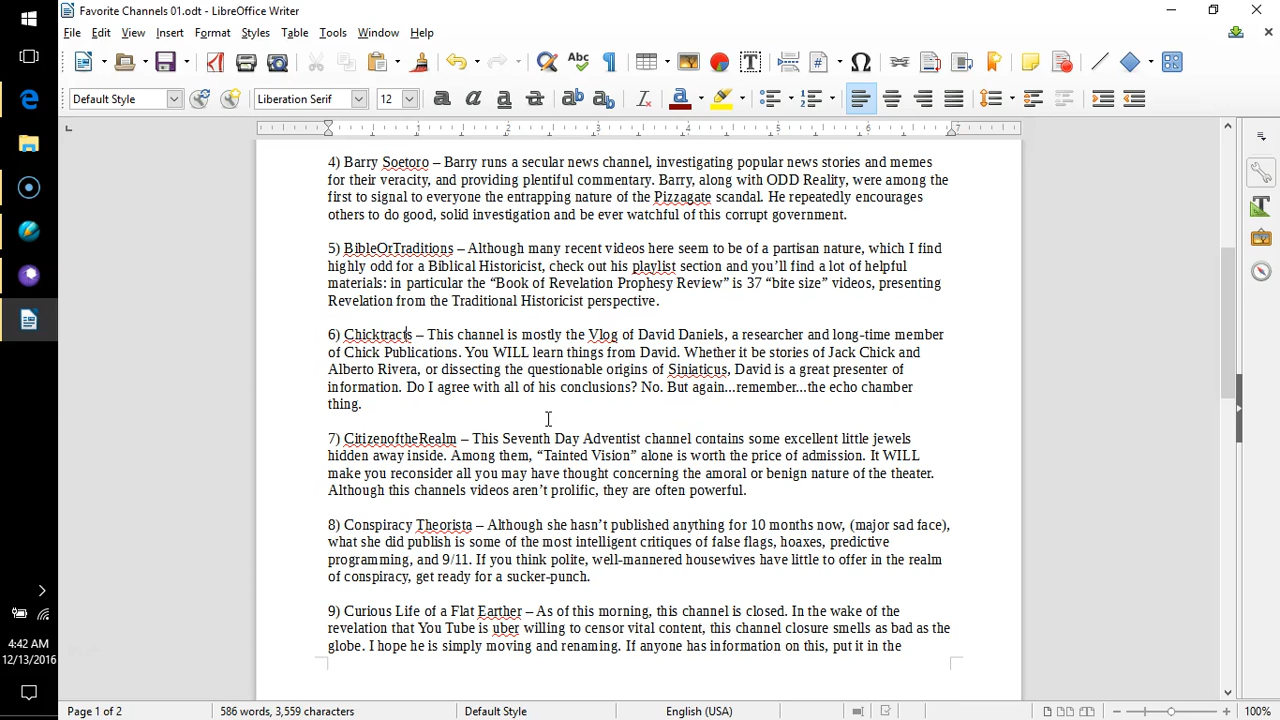 Favorite Channels 01.odt - LibreOffice Writer
File Edit View Insert Format Styles Table Tools Window Help
Default Style Liberation Serif 12
1 2 3 4 5 6 7
4) Barry Soetoro – Barry runs a secular news channel, investigating popular news stories and memes
for their veracity, and providing plentiful commentary. Barry, along with ODD Reality, were among the
first to signal to everyone the entrapping nature of the Pizzagate scandal. He repeatedly encourages
others to do good, solid investigation and be ever watchful of this corrupt government.
5) BibleOrTraditions – Although many recent videos here seem to be of a partisan nature, which I find
highly odd for a Biblical Historicist, check out his playlist section and you’ll find a lot of helpful
materials: in particular the “Book of Revelation Prophesy Review” is 37 “bite size” videos, presenting
Revelation from the Traditional Historicist perspective.
6) Chicktracts – This channel is mostly the Vlog of David Daniels, a researcher and long-time member
of Chick Publications. You WILL learn things from David. Whether it be stories of Jack Chick and
Alberto Rivera, or dissecting the questionable origins of Siniaticus, David is a great presenter of
information. Do I agree with all of his conclusions? No. But again...remember...the echo chamber
thing.
7) CitizenoftheRealm – This Seventh Day Adventist channel contains some excellent little jewels
hidden away inside. Among them, “Tainted Vision” alone is worth the price of admission. It WILL
make you reconsider all you may have thought concerning the amoral or benign nature of the theater.
Although this channels videos aren’t prolific, they are often powerful.
8) Conspiracy Theorista – Although she hasn’t published anything for 10 months now, (major sad face),
what she did publish is some of the most intelligent critiques of false flags, hoaxes, predictive
programming, and 9/11. If you think polite, well-mannered housewives have little to offer in the realm
of conspiracy, get ready for a sucker-punch.
9) Curious Life of a Flat Earther – As of this morning, this channel is closed. In the wake of the
revelation that You Tube is uber willing to censor vital content, this channel closure smells as bad as the
globe. I hope he is simply moving and renaming. If anyone has information on this, put it in the
4:42 AM
12/13/2016
Page 1 of 2 586 words, 3,559 characters Default Style English (USA) 100%